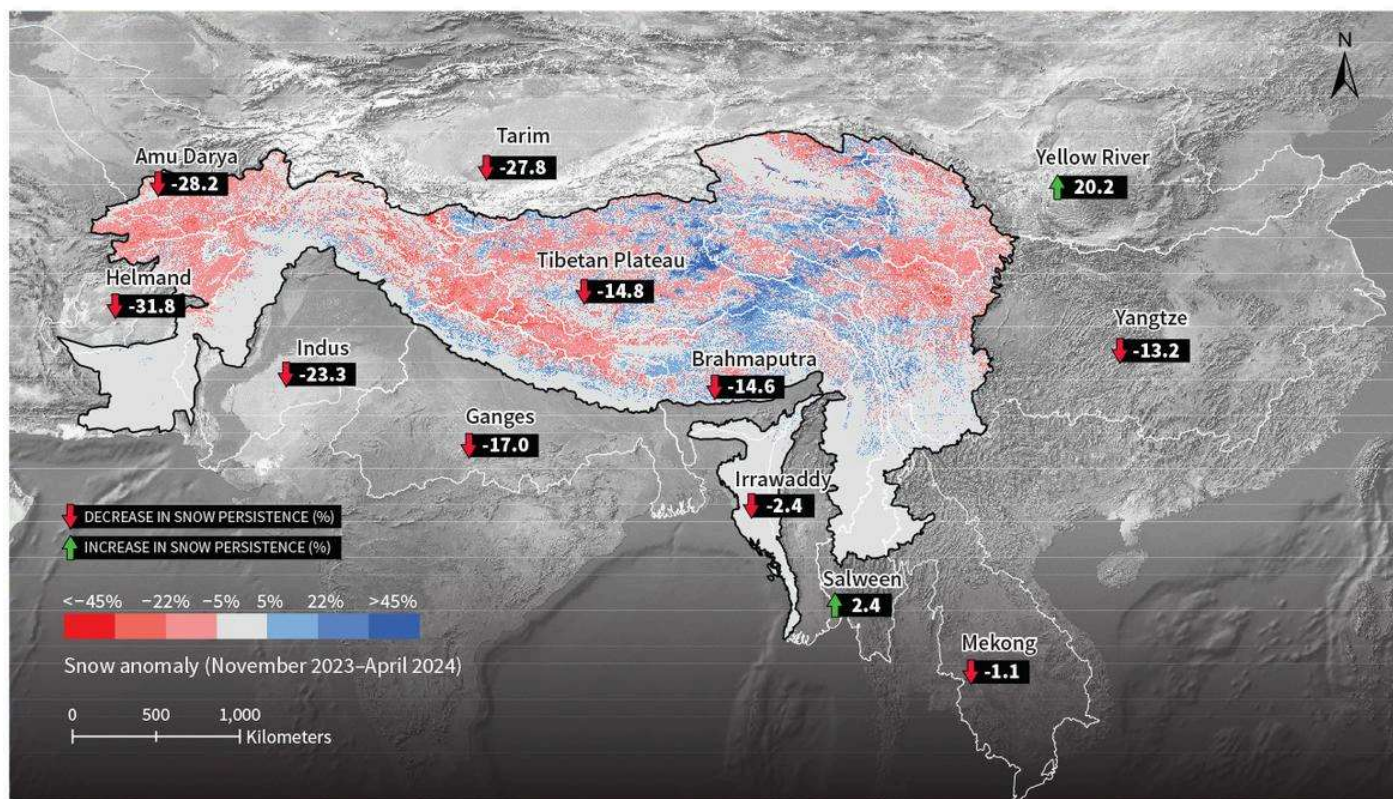 N
Tarim
-27.8
Amu Darya
-28.2
Yellow River
20.2
Tibetan Plateau
-14.8
Helmand
-31.8
Yangtze
-13.2
Indus
-23.3
Brahmaputra
-14.6
Ganges
-17.0
Irrawaddy
-2.4
Salween
2.4
Mekong
-1.1
DECREASE IN SNOW PERSISTENCE (%)
INCREASE IN SNOW PERSISTENCE (%)
<−45% −22% −5% 5% 22% >45%
Snow anomaly (November 2023–April 2024)
0 500 1,000
Kilometers